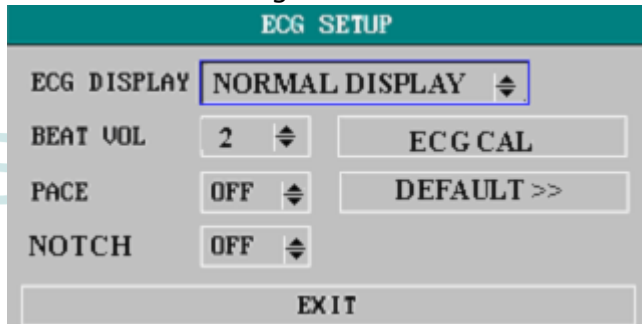 ECG SETUP
ECG DISPLAY NORMAL DISPLAY
BEAT VOL 2 ECG CAL
PACE OFF DEFAULT >>
NOTCH OFF
EXIT